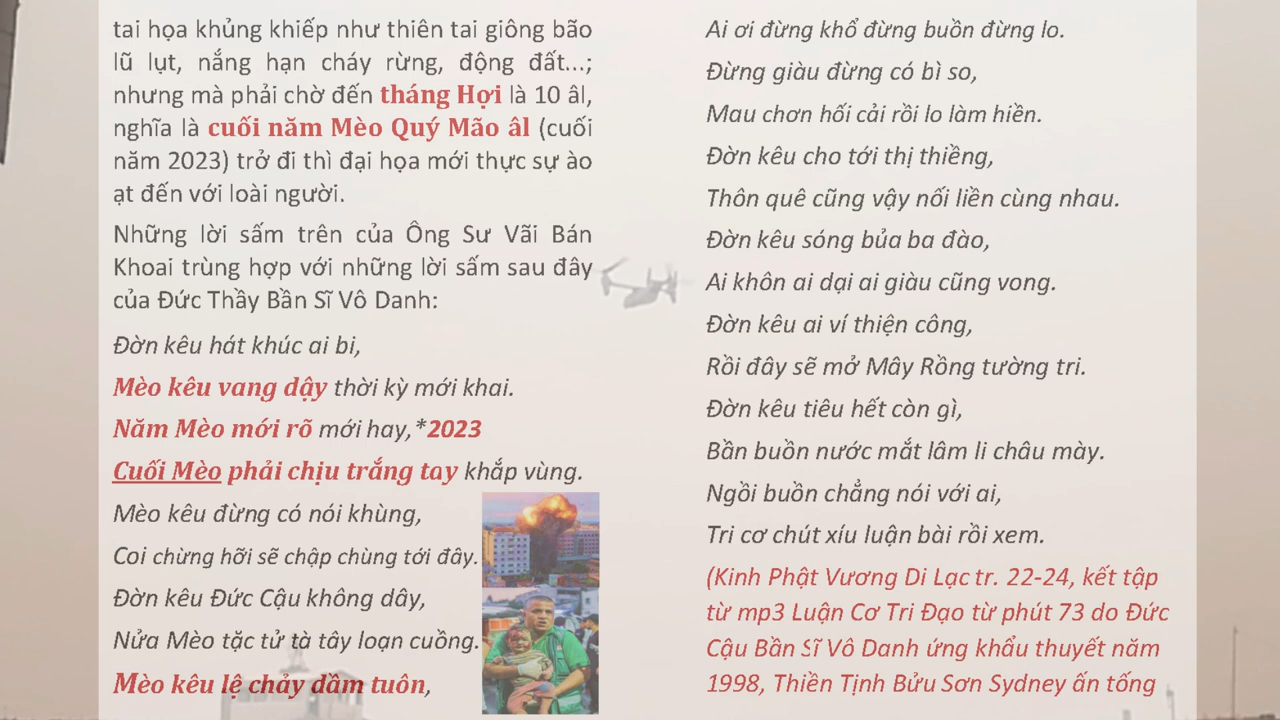 tai họa khủng khiếp như thiên tai giông bão
lũ lụt, nắng hạn cháy rừng, động đất...;
nhưng mà phải chờ đến tháng Hợi là 10 âl,
nghĩa là cuối năm Mèo Quý Mão âl (cuối
năm 2023) trở đi thì đại họa mới thực sự ào
ạt đến với loài người.
Những lời sấm trên của Ông Sư Vãi Bán
Khoai trùng hợp với những lời sấm sau đây
của Đức Thầy Bần Sĩ Vô Danh:
Đờn kêu hát khúc ai bi,
Mèo kêu vang dậy thời kỳ mới khai.
Năm Mèo mới rõ mới hay,*2023
Cuối Mèo phải chịu trắng tay khắp vùng.
Mèo kêu đừng có nói khùng,
Coi chừng hỡi sẽ chập chùng tới đây.
Đờn kêu Đức Cậu không dây,
Nửa Mèo tặc tử tà tây loạn cuồng.
Mèo kêu lệ chảy dầm tuôn,
Ai ơi đừng khổ đừng buồn đừng lo.
Đừng giàu đừng có bì so,
Mau chơn hối cải rồi lo làm hiền.
Đờn kêu cho tới thị thiềng,
Thôn quê cũng vậy nối liền cùng nhau.
Đờn kêu sóng bủa ba đào,
Ai khôn ai dại ai giàu cũng vong.
Đờn kêu ai ví thiện công,
Rồi đây sẽ mở Mây Rồng tường tri.
Đờn kêu tiêu hết còn gì,
Bần buồn nước mắt lâm li châu mày.
Ngồi buồn chẳng nói với ai,
Tri cơ chút xíu luận bài rồi xem.
(Kinh Phật Vương Di Lạc tr. 22-24, kết tập
từ mp3 Luận Cơ Tri Đạo từ phút 73 do Đức
Cậu Bần Sĩ Vô Danh ứng khẩu thuyết năm
1998, Thiền Tịnh Bửu Sơn Sydney ấn tống